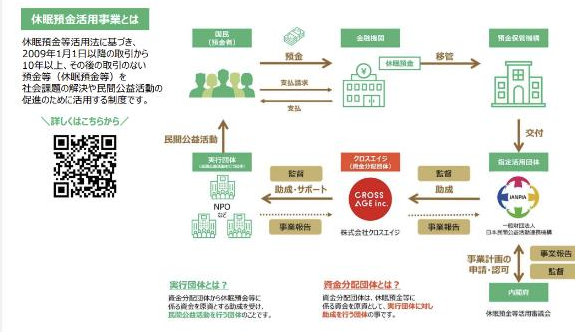 休眠預金活用事業とは
休眠預金等活用法に基づき、
2009年1月1日以降の取引から
10年以上、その後の取引のない
預金等（休眠預金等）を
社会課題の解決や民間公益活動の
促進のために活用する制度です。
＼詳しくはこちらから／
国民
（預金者）
預金
支払請求
支払
金融機関
休眠預金
移管
預金保管機構
交付
民間公益活動
実行団体
NPO
など
監督
助成・サポート
事業報告
クロスエイジ
（資金分配団体）
CROSS
AGE inc.
株式会社クロスエイジ
監督
助成
事業報告
指定活用団体
JANPIA
一般財団法人
日本民間公益活動連携機構
事業計画の
申請・認可
事業報告
監督
内閣府
休眠預金等活用審議会
実行団体とは？
資金分配団体から休眠預金等に
係る資金を原資とする助成を受け、
民間公益活動を行う団体のことです。
資金分配団体とは？
資金分配団体は、休眠預金等に
係る資金を原資として、実行団体に対し
助成を行う団体の事です。